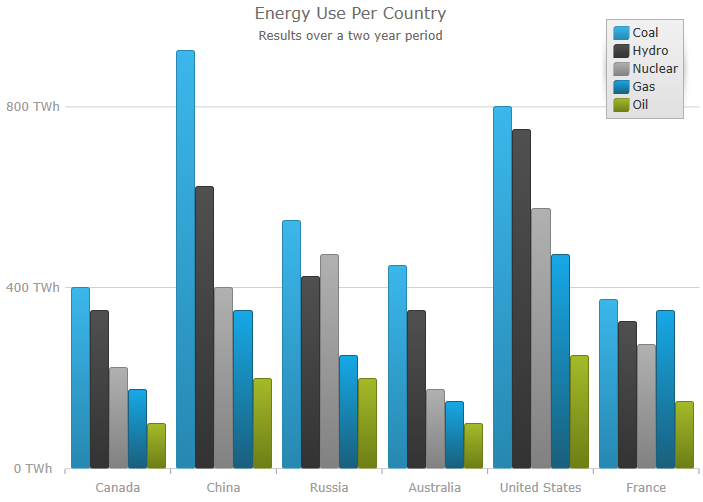 Energy Use Per Country
Results over a two year period
Coal
Hydro
Nuclear
Gas
Oil
800 TWh
400 TWh
0 TWh
Canada
China
Russia
Australia
United States
France